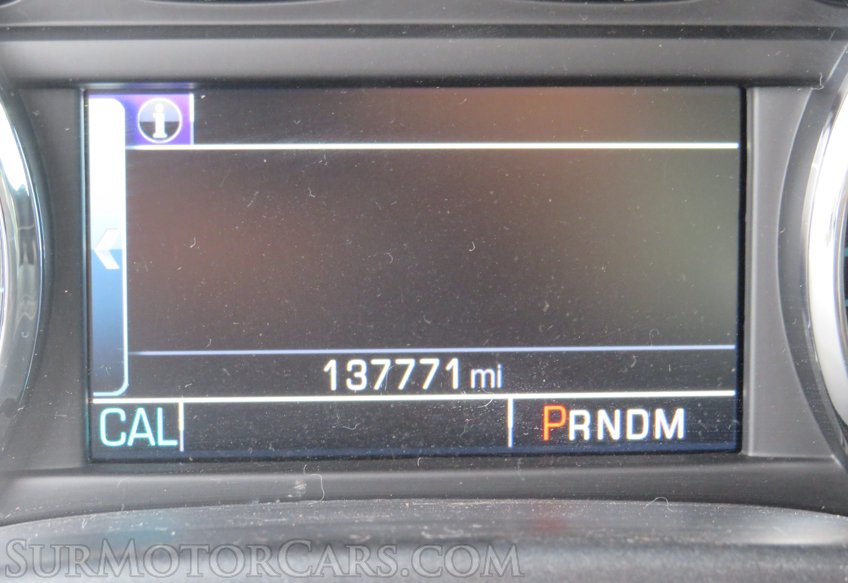 i
137771 mi
CAL PRNDM
SurMotorCars.com